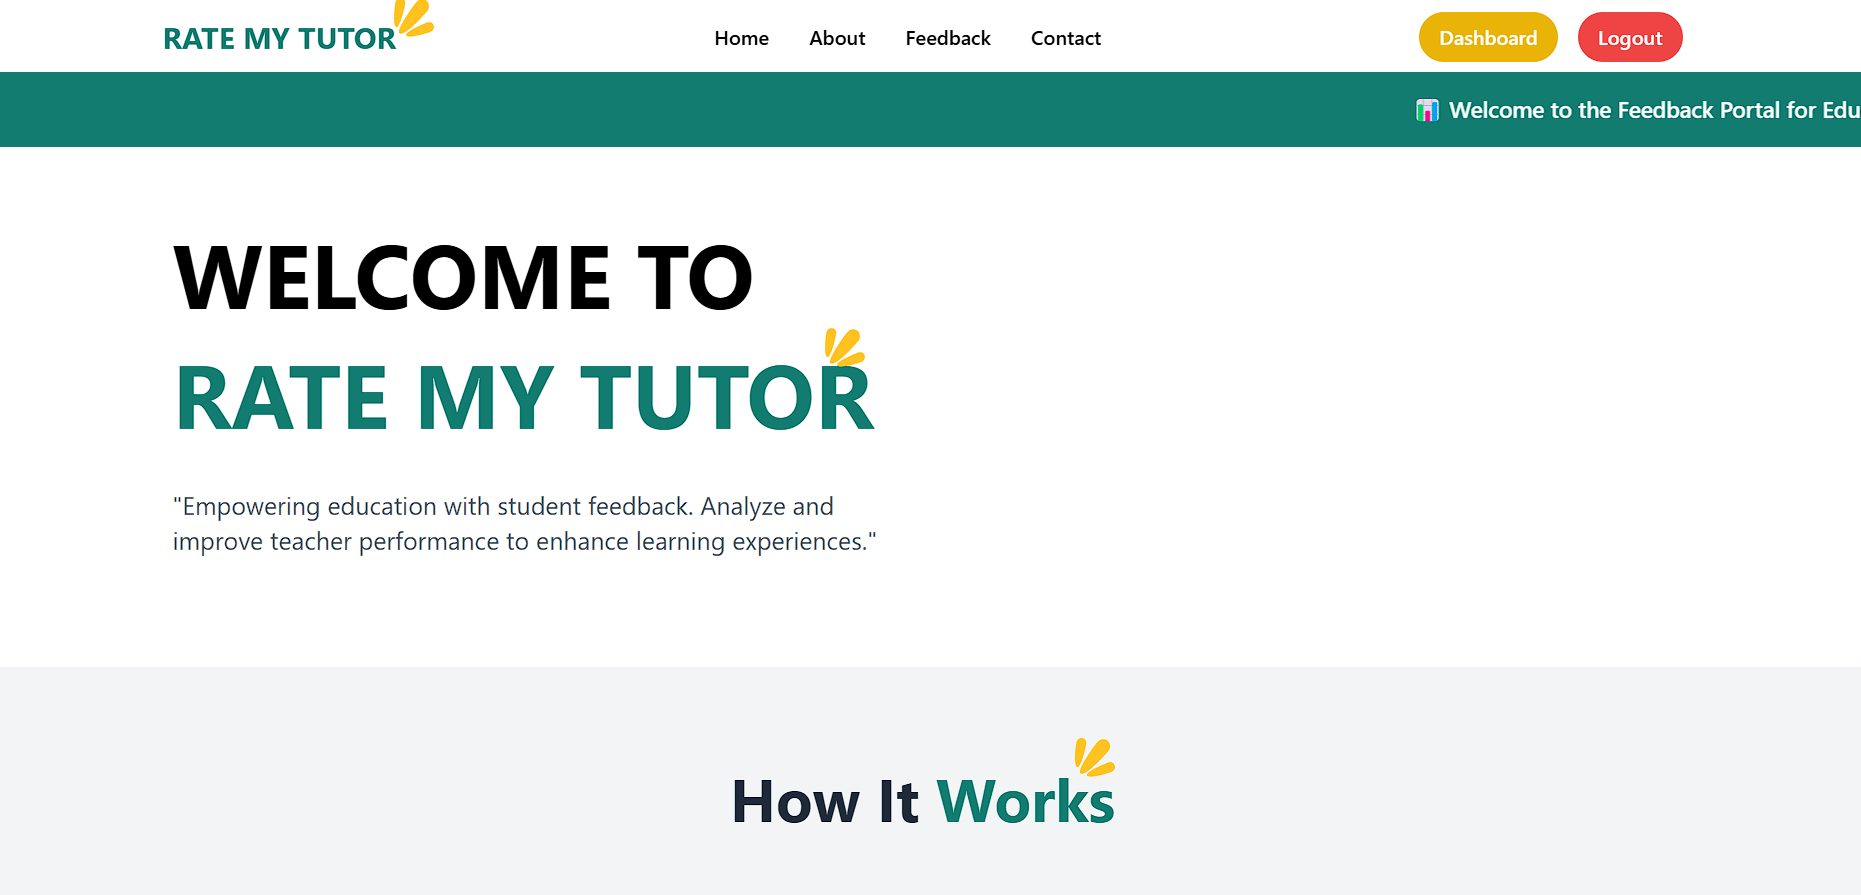 RATE MY TUTOR
Home About Feedback Contact
Dashboard Logout
Welcome to the Feedback Portal for Edu
WELCOME TO
RATE MY TUTOR
"Empowering education with student feedback. Analyze and
improve teacher performance to enhance learning experiences."
How It Works